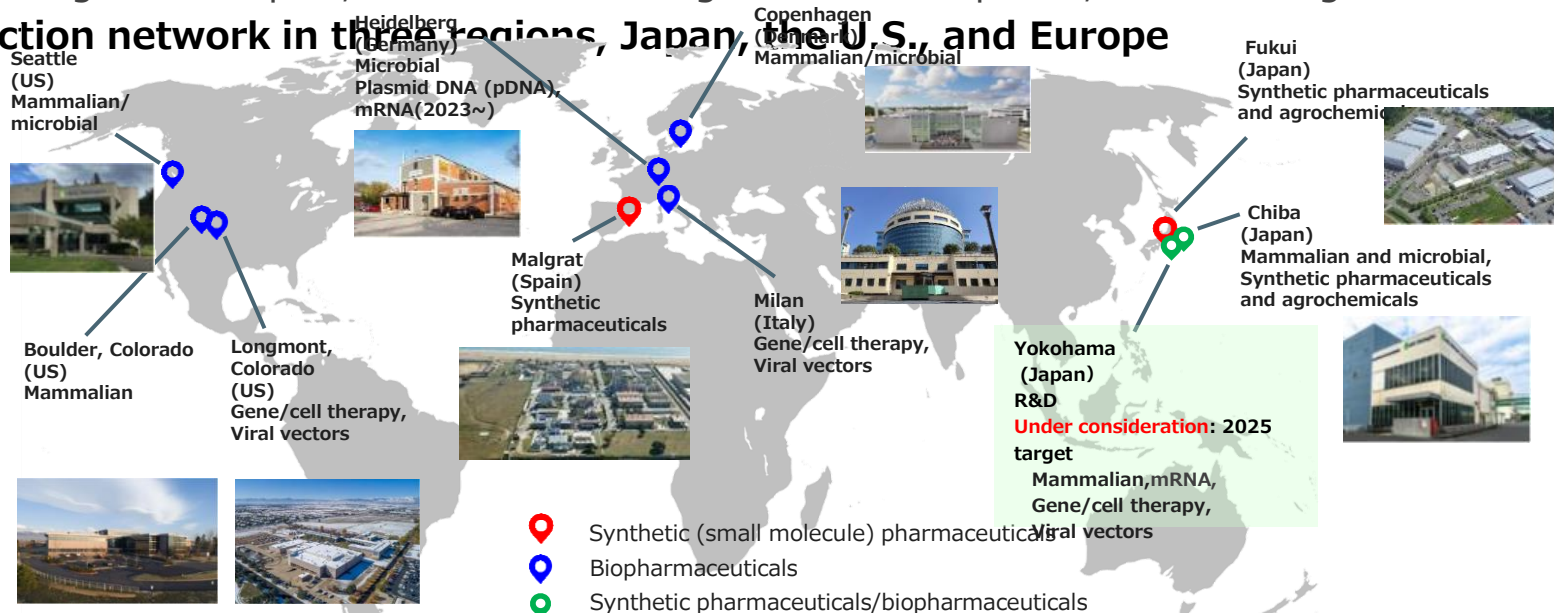 ction network in three regions, Japan, the U.S., and Europe
Seattle
(US)
Mammalian/
microbial
Heidelberg
(Germany)
Microbial
Plasmid DNA (pDNA),
mRNA(2023~)
Copenhagen
(Denmark)
Mammalian/microbial
Fukui
(Japan)
Synthetic pharmaceuticals
and agrochemic
Chiba
(Japan)
Mammalian and microbial,
Synthetic pharmaceuticals
and agrochemicals
Malgrat
(Spain)
Synthetic
pharmaceuticals
Milan
(Italy)
Gene/cell therapy,
Viral vectors
Boulder, Colorado
(US)
Mammalian
Longmont,
Colorado
(US)
Gene/cell therapy,
Viral vectors
Yokohama
(Japan)
R&D
Under consideration: 2025
target
Mammalian,mRNA,
Gene/cell therapy,
Viral vectors
Synthetic (small molecule) pharmaceuticals
Biopharmaceuticals
Synthetic pharmaceuticals/biopharmaceuticals